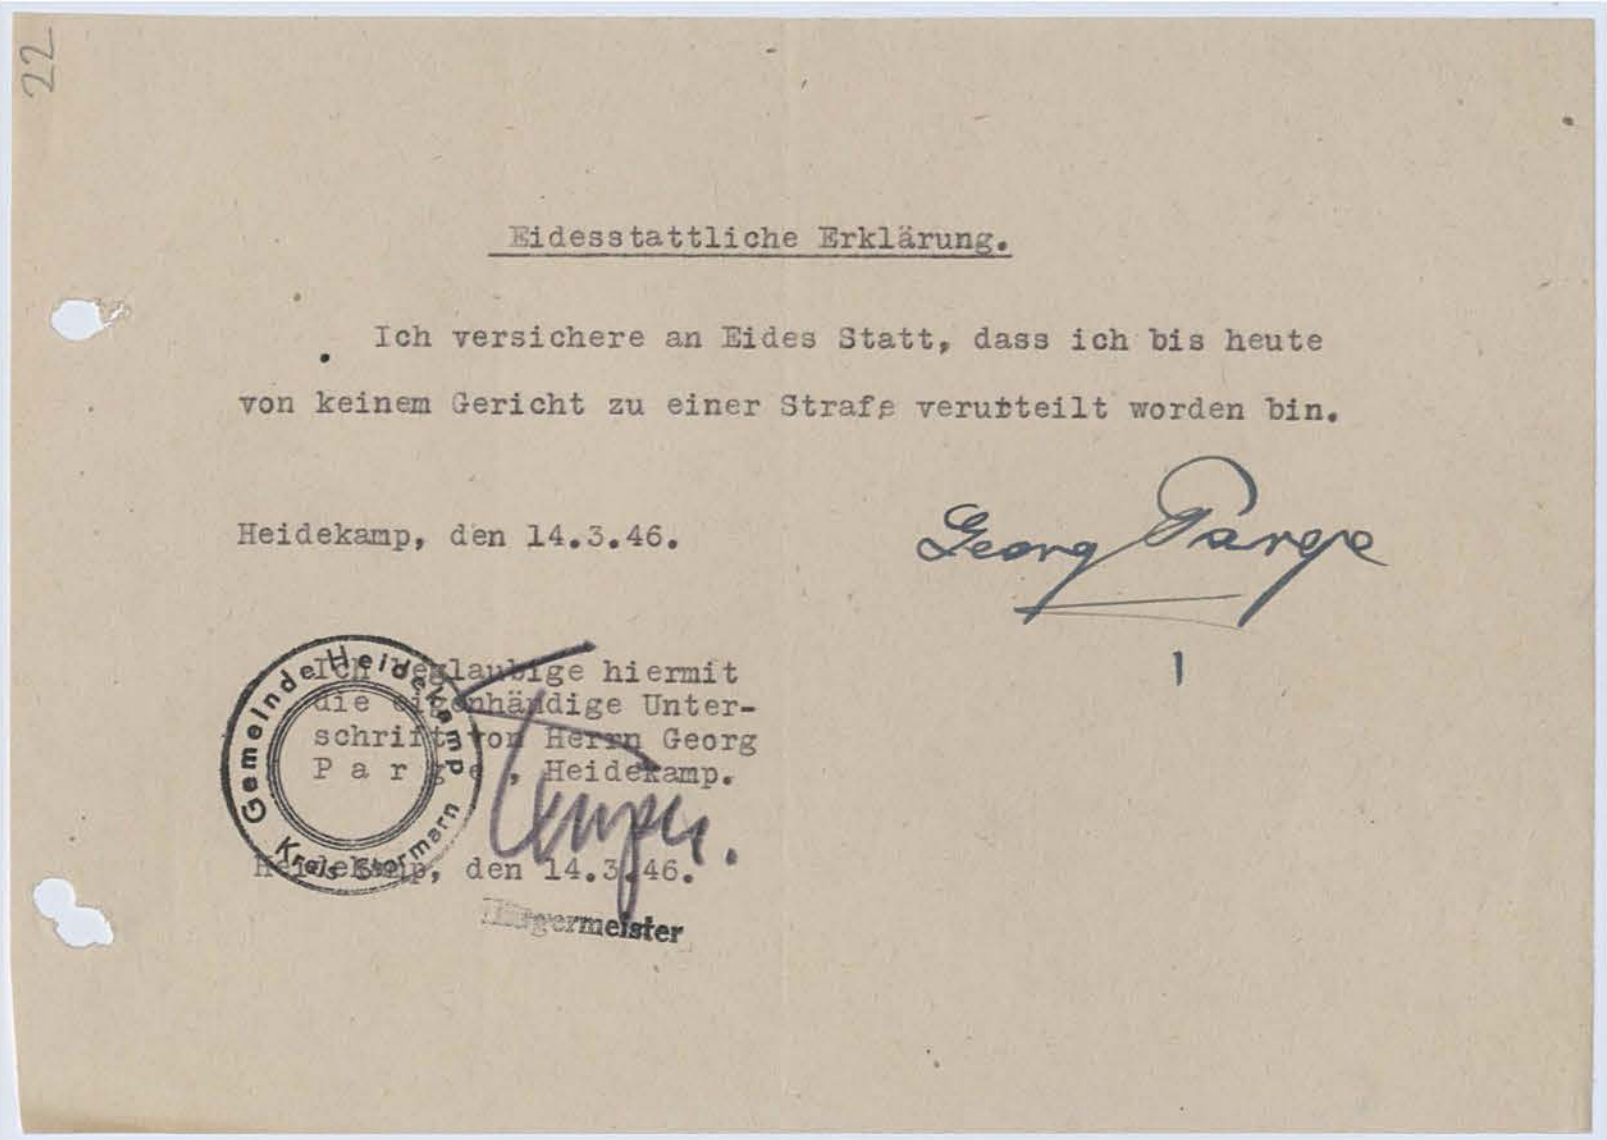 22
Eidesstattliche Erklärung.
Ich versichere an Eides Statt, dass ich bis heute
von keinem Gericht zu einer Strafe verutteilt worden bin.
Heidekamp, den 14.3.46.
Georg Parge
Ich beglaubige hiermit
die eigenhändige Unter-
schrift von Herrn Georg
P a r g e , Heidekamp.
Gemeinde Heidekamp
Kreis Stormarn
Heidekamp, den 14.3.46.
Bürgermeister